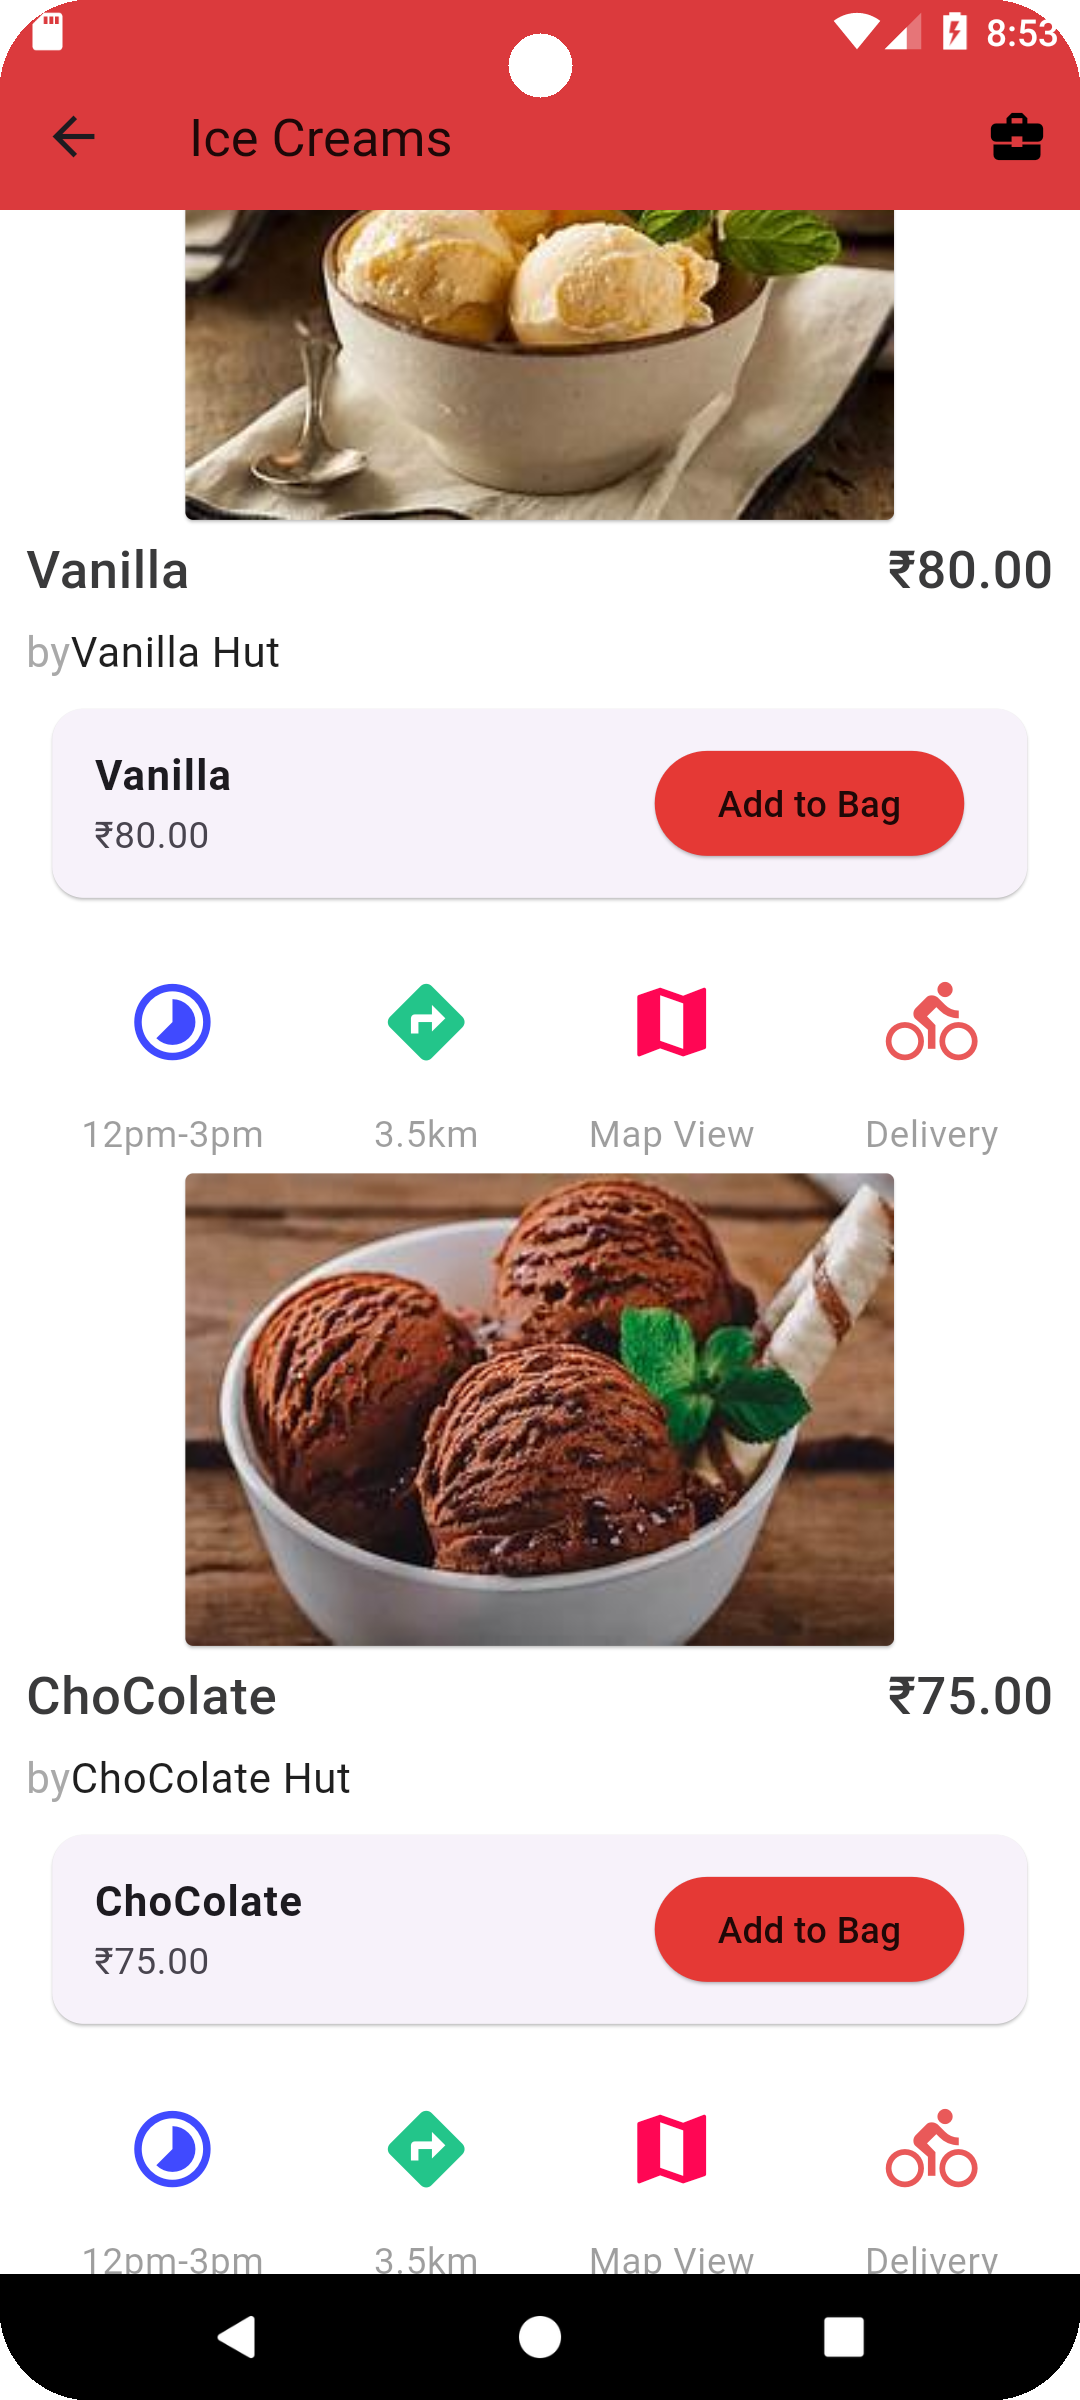 8:53
Ice Creams
Vanilla ₹80.00
byVanilla Hut
Vanilla
₹80.00
Add to Bag
12pm-3pm 3.5km Map View Delivery
ChoColate ₹75.00
byChoColate Hut
ChoColate
₹75.00
Add to Bag
12pm-3pm 3.5km Map View Delivery